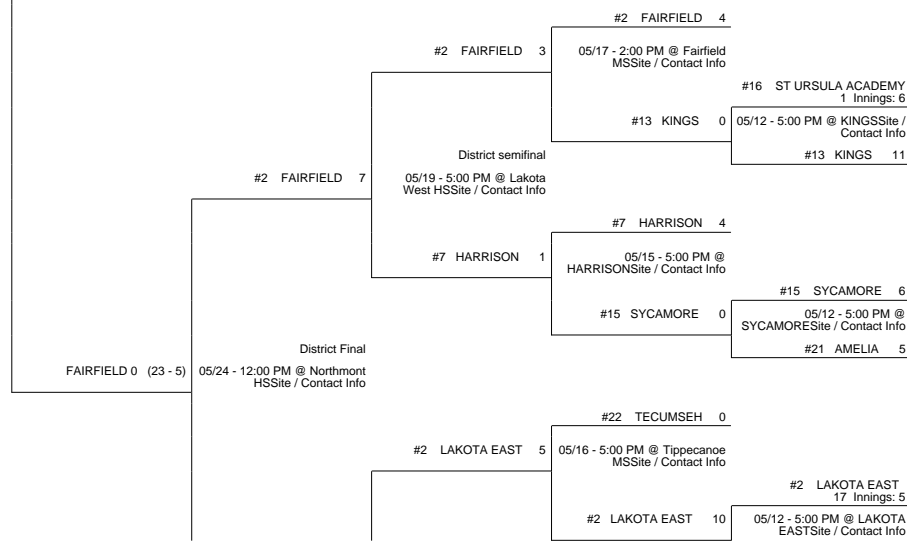 #2 FAIRFIELD 4
#2 FAIRFIELD 3
05/17 - 2:00 PM @ Fairfield
MSSite / Contact Info
#16 ST URSULA ACADEMY
1 Innings: 6
#13 KINGS 0
05/12 - 5:00 PM @ KINGSSite /
Contact Info
#13 KINGS 11
District semifinal
#2 FAIRFIELD 7
05/19 - 5:00 PM @ Lakota
West HSSite / Contact Info
#7 HARRISON 4
#7 HARRISON 1
05/15 - 5:00 PM @
HARRISONSite / Contact Info
#15 SYCAMORE 6
#15 SYCAMORE 0
05/12 - 5:00 PM @
SYCAMORESite / Contact Info
#21 AMELIA 5
District Final
FAIRFIELD 0 (23 - 5)
05/24 - 12:00 PM @ Northmont
HSSite / Contact Info
#22 TECUMSEH 0
#2 LAKOTA EAST 5
05/16 - 5:00 PM @ Tippecanoe
MSSite / Contact Info
#2 LAKOTA EAST
17 Innings: 5
#2 LAKOTA EAST 10
05/12 - 5:00 PM @ LAKOTA
EASTSite / Contact Info